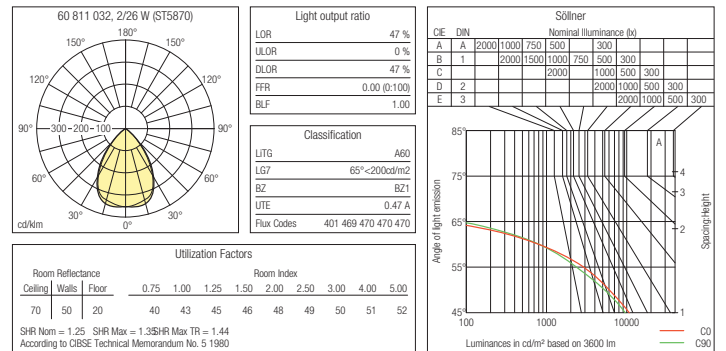 60 811 032, 2/26 W (ST5870)
180°
150° 150°
120° 120°
90° 300 200 100 90°
60° 60°
30° 30°
0°
cd/klm
Light output ratio
LOR 47 %
ULOR 0 %
DLOR 47 %
FFR 0.00 (0:100)
BLF 1.00
Classification
LiTG A60
LG7 65°<200cd/m2
BZ BZ1
UTE 0.47 A
Flux Codes 401 469 470 470 470
Utilization Factors
Room Reflectance Room Index
Ceiling Walls Floor 0.75 1.00 1.25 1.50 2.00 2.50 3.00 4.00 5.00
70 50 20 40 43 45 46 48 49 50 51 52
SHR Nom = 1.25 SHR Max = 1.35SHR Max TR = 1.44
According to CIBSE Technical Memorandum No. 5 1980
Söllner
CIE DIN Nominal Illuminance (lx)
A A 2000 1000 750 500 300
B 1 2000 1500 1000 750 500 300
C 2000 1000 500 300
D 2 2000 1000 500 300
E 3 2000 1000 500 300
85°
75°
65°
55°
45°
Angle of light emission
A
4
3
2
1
Spacing:Height
100 1000 10000
Luminances in cd/m² based on 3600 lm
C0
C90